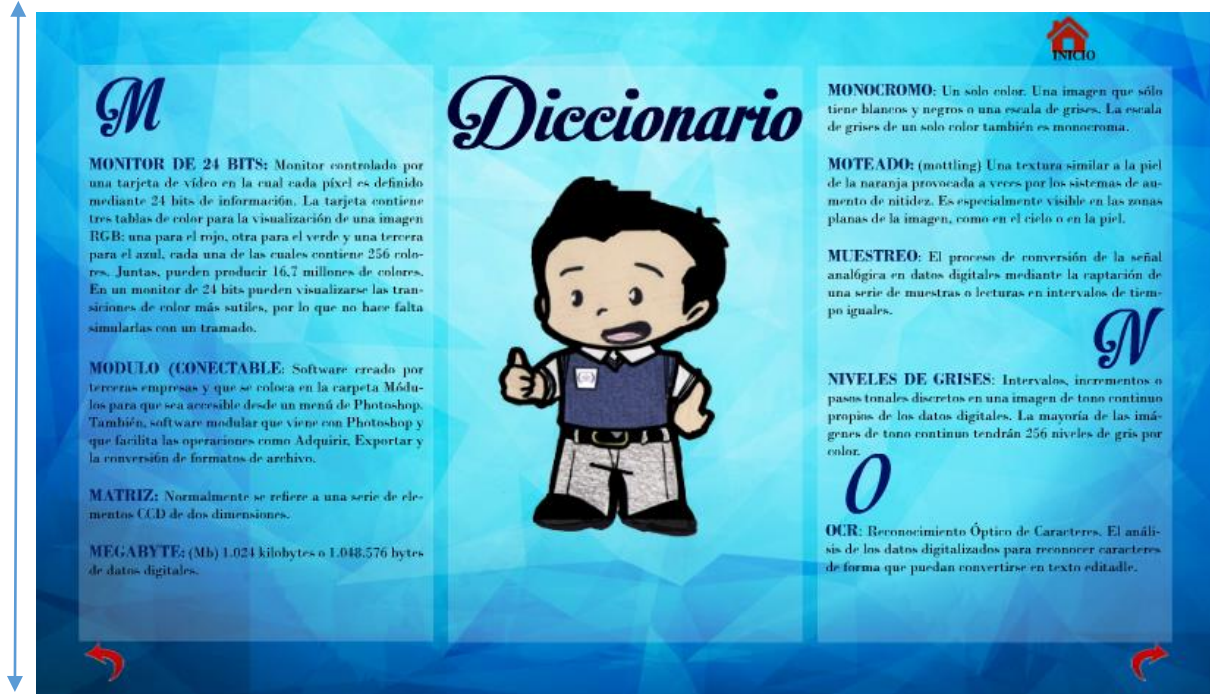 INICIO
M
MONITOR DE 24 BITS: Monitor controlado por
una tarjeta de vídeo en la cual cada píxel es definido
mediante 24 bits de información. La tarjeta contiene
tres tablas de color para la visualización de una imagen
RGB: una para el rojo, otra para el verde y una tercera
para el azul, cada una de las cuales contiene 256 colo-
res. Juntas, pueden producir 16,7 millones de colores.
En un monitor de 24 bits pueden visualizarse las tran-
siciones de color más sutiles, por lo que no hace falta
simularlas con un tramado.
MODULO (CONECTABLE: Software creado por
terceras empresas y que se coloca en la carpeta Módu-
los para que sea accesible desde un menú de Photoshop.
También, software modular que viene con Photoshop y
que facilita las operaciones como Adquirir, Exportar y
la conversión de formatos de archivo.
MATRIZ: Normalmente se refiere a una serie de ele-
mentos CCD de dos dimensiones.
MEGABYTE: (Mb) 1.024 kilobytes o 1.048.576 bytes
de datos digitales.
Diccionario
MONOCROMO: Un solo color. Una imagen que sólo
tiene blancos y negros o una escala de grises. La escala
de grises de un solo color también es monocroma.
MOTEADO: (mottling) Una textura similar a la piel
de la naranja provocada a veces por los sistemas de au-
mento de nitidez. Es especialmente visible en las zonas
planas de la imagen, como en el cielo o en la piel.
MUESTREO: El proceso de conversión de la señal
analógica en datos digitales mediante la captación de
una serie de muestras o lecturas en intervalos de tiem-
po iguales.
N
NIVELES DE GRISES: Intervalos, incrementos o
pasos tonales discretos en una imagen de tono continuo
propios de los datos digitales. La mayoría de las imá-
genes de tono continuo tendrán 256 niveles de gris por
color.
O
OCR: Reconocimiento Óptico de Caracteres. El análi-
sis de los datos digitalizados para reconocer caracteres
de forma que puedan convertirse en texto editadle.